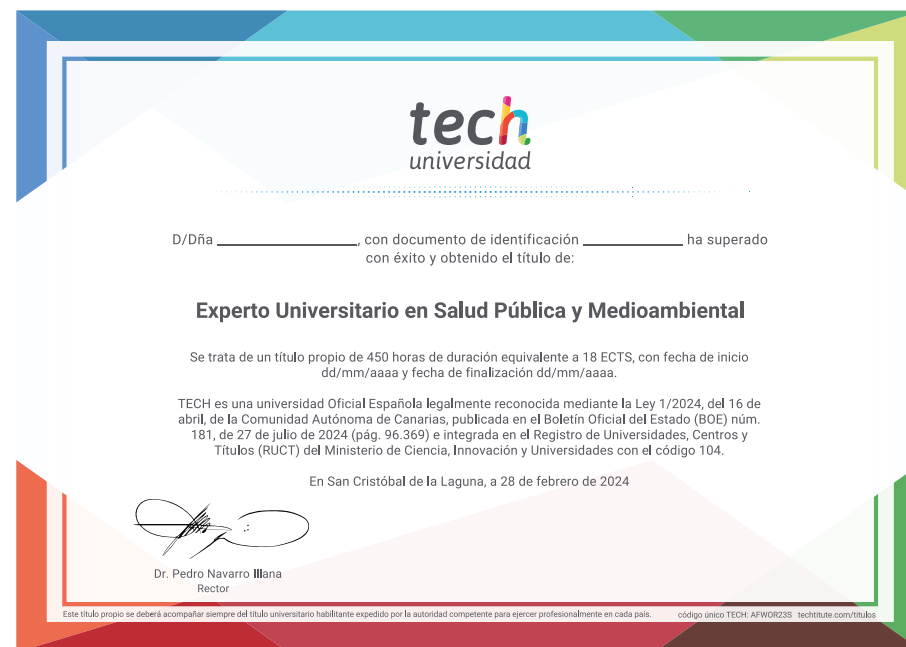 tech
universidad
D/Dña ____________________, con documento de identificación ______________ ha superado
con éxito y obtenido el título de:
Experto Universitario en Salud Pública y Medioambiental
Se trata de un título propio de 450 horas de duración equivalente a 18 ECTS, con fecha de inicio
dd/mm/aaaa y fecha de finalización dd/mm/aaaa.
TECH es una universidad Oficial Española legalmente reconocida mediante la Ley 1/2024, del 16 de
abril, de la Comunidad Autónoma de Canarias, publicada en el Boletín Oficial del Estado (BOE) núm.
181, de 27 de julio de 2024 (pág. 96.369) e integrada en el Registro de Universidades, Centros y
Títulos (RUCT) del Ministerio de Ciencia, Innovación y Universidades con el código 104.
En San Cristóbal de la Laguna, a 28 de febrero de 2024
Dr. Pedro Navarro Illana
Rector
Este título propio se deberá acompañar siempre del título universitario habilitante expedido por la autoridad competente para ejercer profesionalmente en cada país. código único TECH: AFWOR23S techtitute.com/titulos